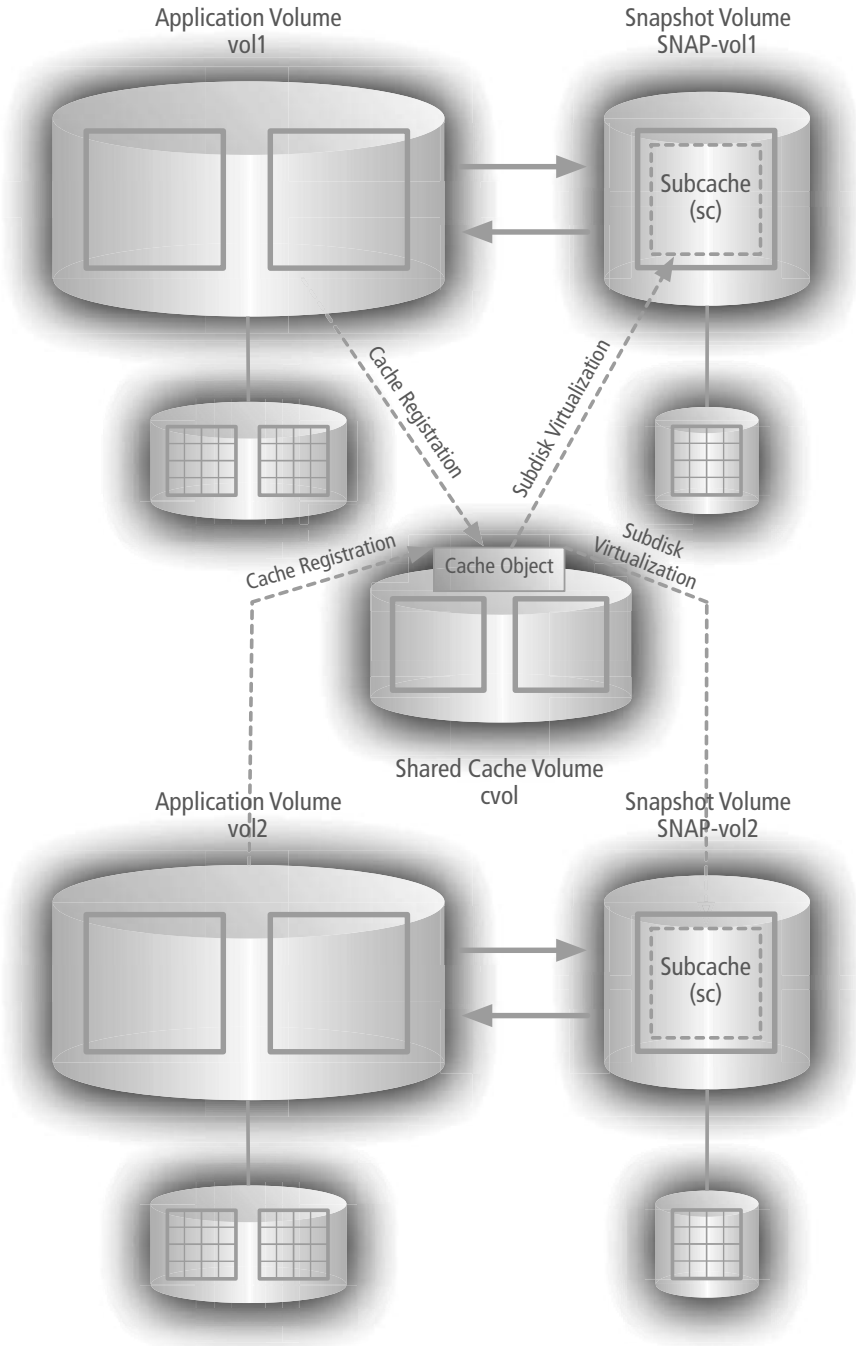 Application Volume
vol1
Snapshot Volume
SNAP-vol1
Subcache
(sc)
Cache Registration
Subdisk Virtualization
Cache Registration
Subdisk
Virtualization
Cache Object
Shared Cache Volume
cvol
Application Volume
vol2
Snapshot Volume
SNAP-vol2
Subcache
(sc)